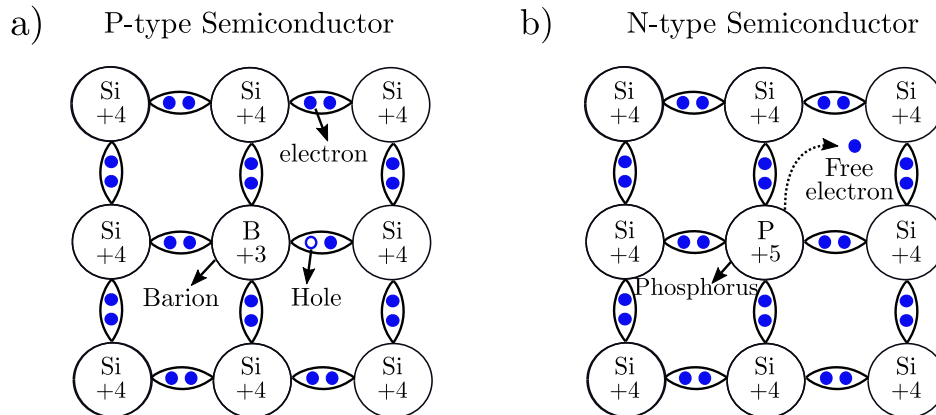 a)
P-type Semiconductor
Si
+4
Si
+4
Si
+4
electron
Si
+4
B
+3
Si
+4
Barion
Hole
Si
+4
Si
+4
Si
+4
b)
N-type Semiconductor
Si
+4
Si
+4
Si
+4
Free
electron
Si
+4
P
+5
Si
+4
Phosphorus
Si
+4
Si
+4
Si
+4